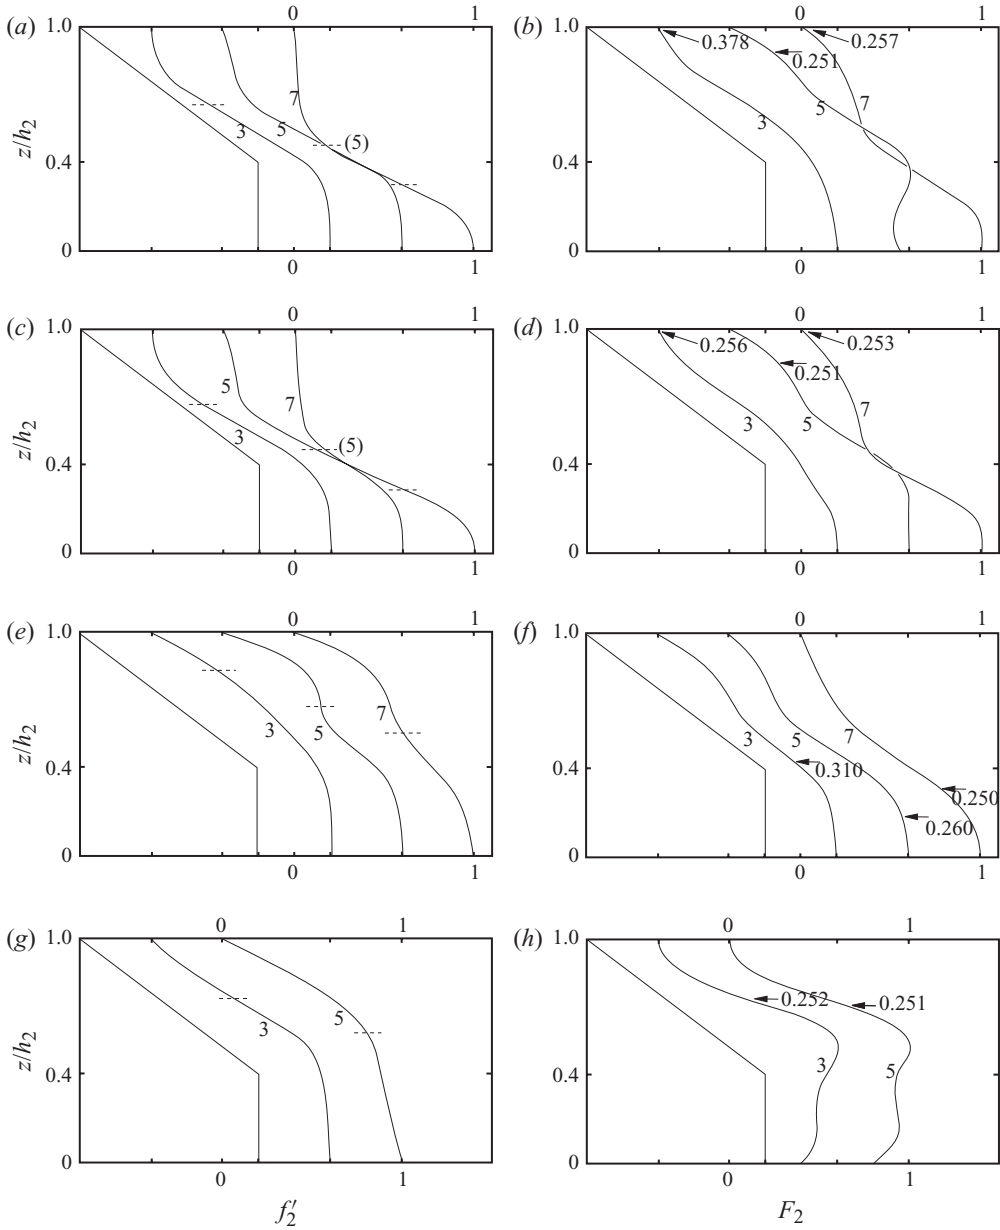 0 1 0 1
(a) 1.0 (b)
0.378 0.257
0.251
7
5 (5) 5 7
3 3
z/h2 0.4
0
0 1 0 1
0 1 0 1
(c) 1.0 (d)
0.256 0.253
0.251
5 7 7
3 (5) 3 5
z/h2 0.4
0
0 1 0 1
0 1 0 1
(e) 1.0 (f)
3 5 7 3 5 7
z/h2 0.4
0.310 0.250
0.260
0
0 1 0 1
0 1 0 1
(g) 1.0 (h)
0.252 0.251
3 5 3 5
z/h2 0.4
0
0 1 0 1
f2′ F2